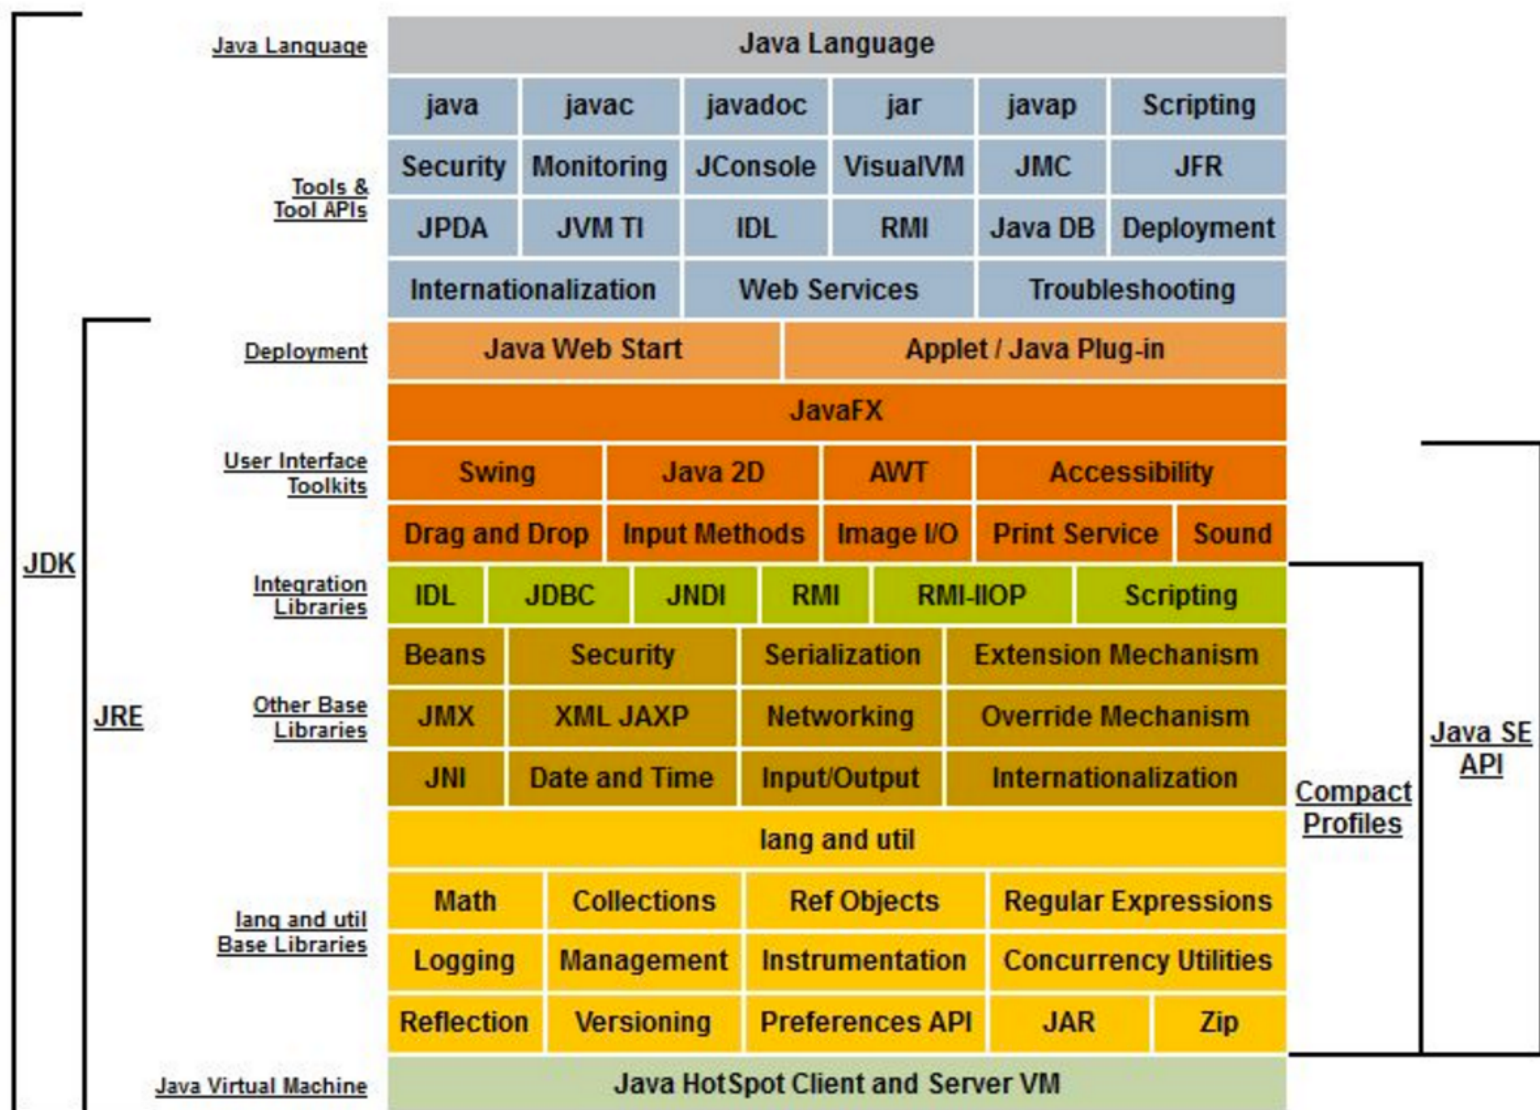 Java Language
Java Language
java javac javadoc jar javap Scripting
Security Monitoring JConsole VisualVM JMC JFR
Tools &
Tool APIs
JPDA JVM TI IDL RMI Java DB Deployment
Internationalization Web Services Troubleshooting
Deployment
Java Web Start Applet / Java Plug-in
JavaFX
User Interface
Toolkits
Swing Java 2D AWT Accessibility
Drag and Drop Input Methods Image I/O Print Service Sound
JDK
Integration
Libraries
IDL JDBC JNDI RMI RMI-IIOP Scripting
Beans Security Serialization Extension Mechanism
JRE
Other Base
Libraries
JMX XML JAXP Networking Override Mechanism
Java SE
API
JNI Date and Time Input/Output Internationalization
Compact
Profiles
lang and util
lang and util
Base Libraries
Math Collections Ref Objects Regular Expressions
Logging Management Instrumentation Concurrency Utilities
Reflection Versioning Preferences API JAR Zip
Java Virtual Machine
Java HotSpot Client and Server VM